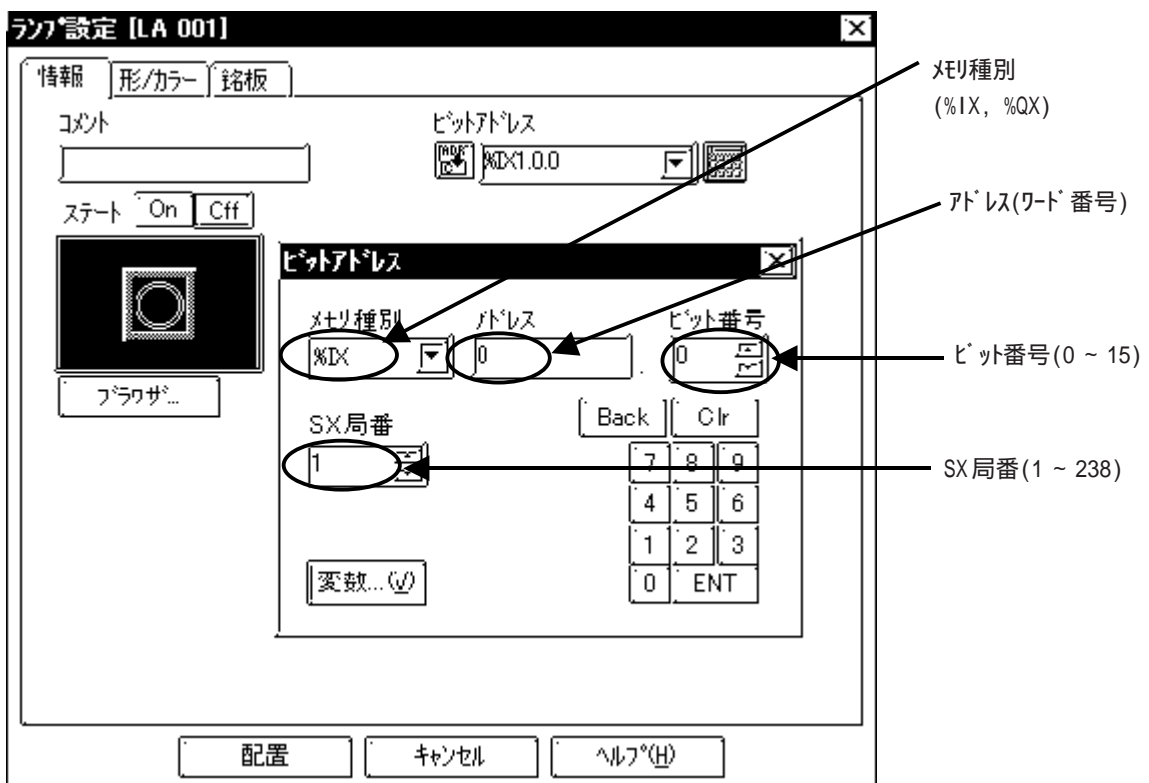 ランプ設定 [LA 001]
情報 形/カラー 銘板
コメント
ビットアドレス
%IX1.0.0
ステート On Cff
ブラウザ...
ビットアドレス
メモリ種別 アドレス ビット番号
%IX 0 . 0
SX局番
1
Back Clr
7 8 9
4 5 6
1 2 3
0 ENT
変数...(V)
配置 キャンセル ヘルプ(H)
メモリ種別
(%IX, %QX)
アドレス(ワード番号)
ビット番号(0 ~ 15)
SX局番(1 ~ 238)